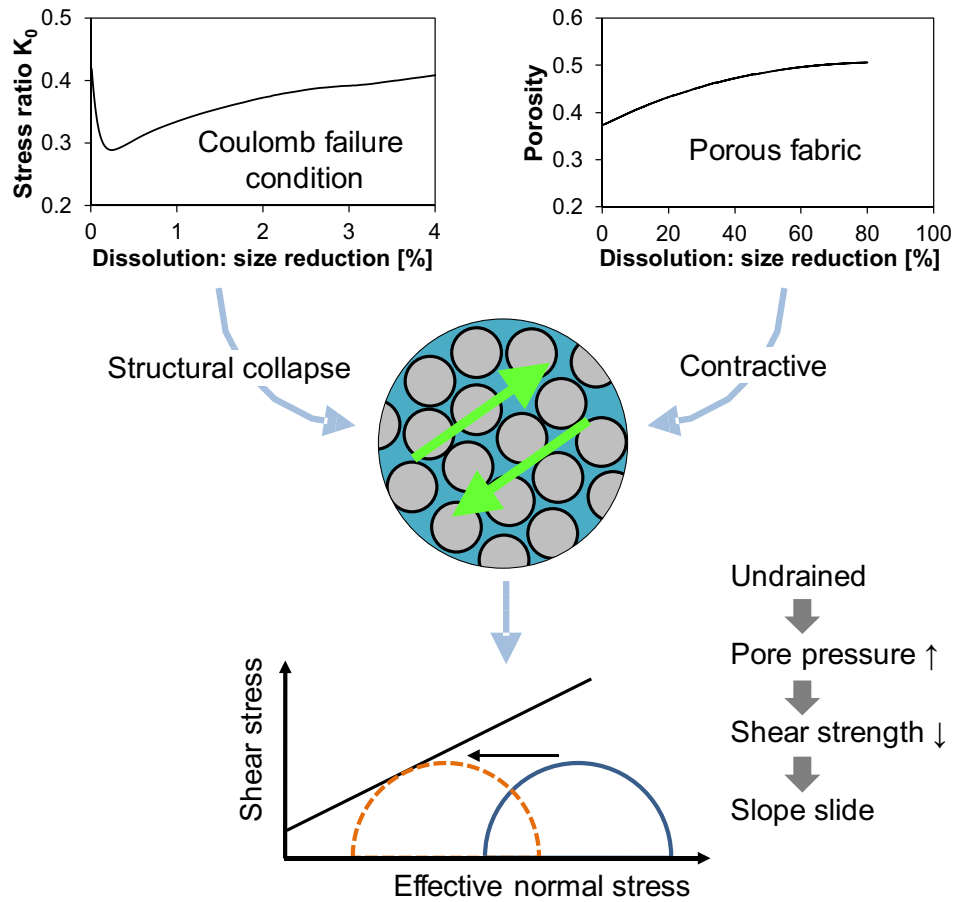 Stress ratio K₀
0.5
0.4
0.3
0.2
0
1
2
3
4
Coulomb failure
condition
Dissolution: size reduction [%]
Porosity
0.6
0.5
0.4
0.3
0.2
0
20
40
60
80
100
Porous fabric
Dissolution: size reduction [%]
Structural collapse
Contractive
Undrained
Pore pressure ↑
Shear strength ↓
Slope slide
Shear stress
Effective normal stress